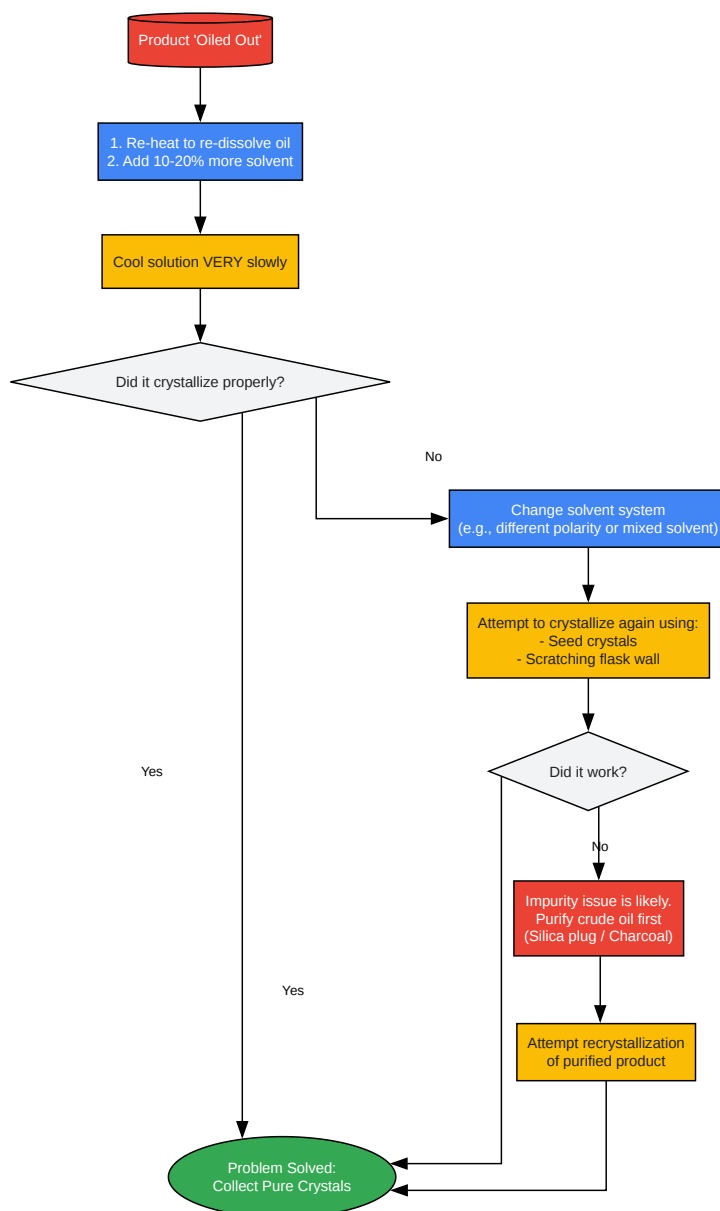 Product 'Oiled Out'
1. Re-heat to re-dissolve oil
2. Add 10-20% more solvent
Cool solution VERY slowly
Did it crystallize properly?
No
Change solvent system
(e.g., different polarity or mixed solvent)
Attempt to crystallize again using:
- Seed crystals
- Scratching flask wall
Yes
Did it work?
No
Impurity issue is likely.
Purify crude oil first
(Silica plug / Charcoal)
Yes
Attempt recrystallization
of purified product
Problem Solved:
Collect Pure Crystals